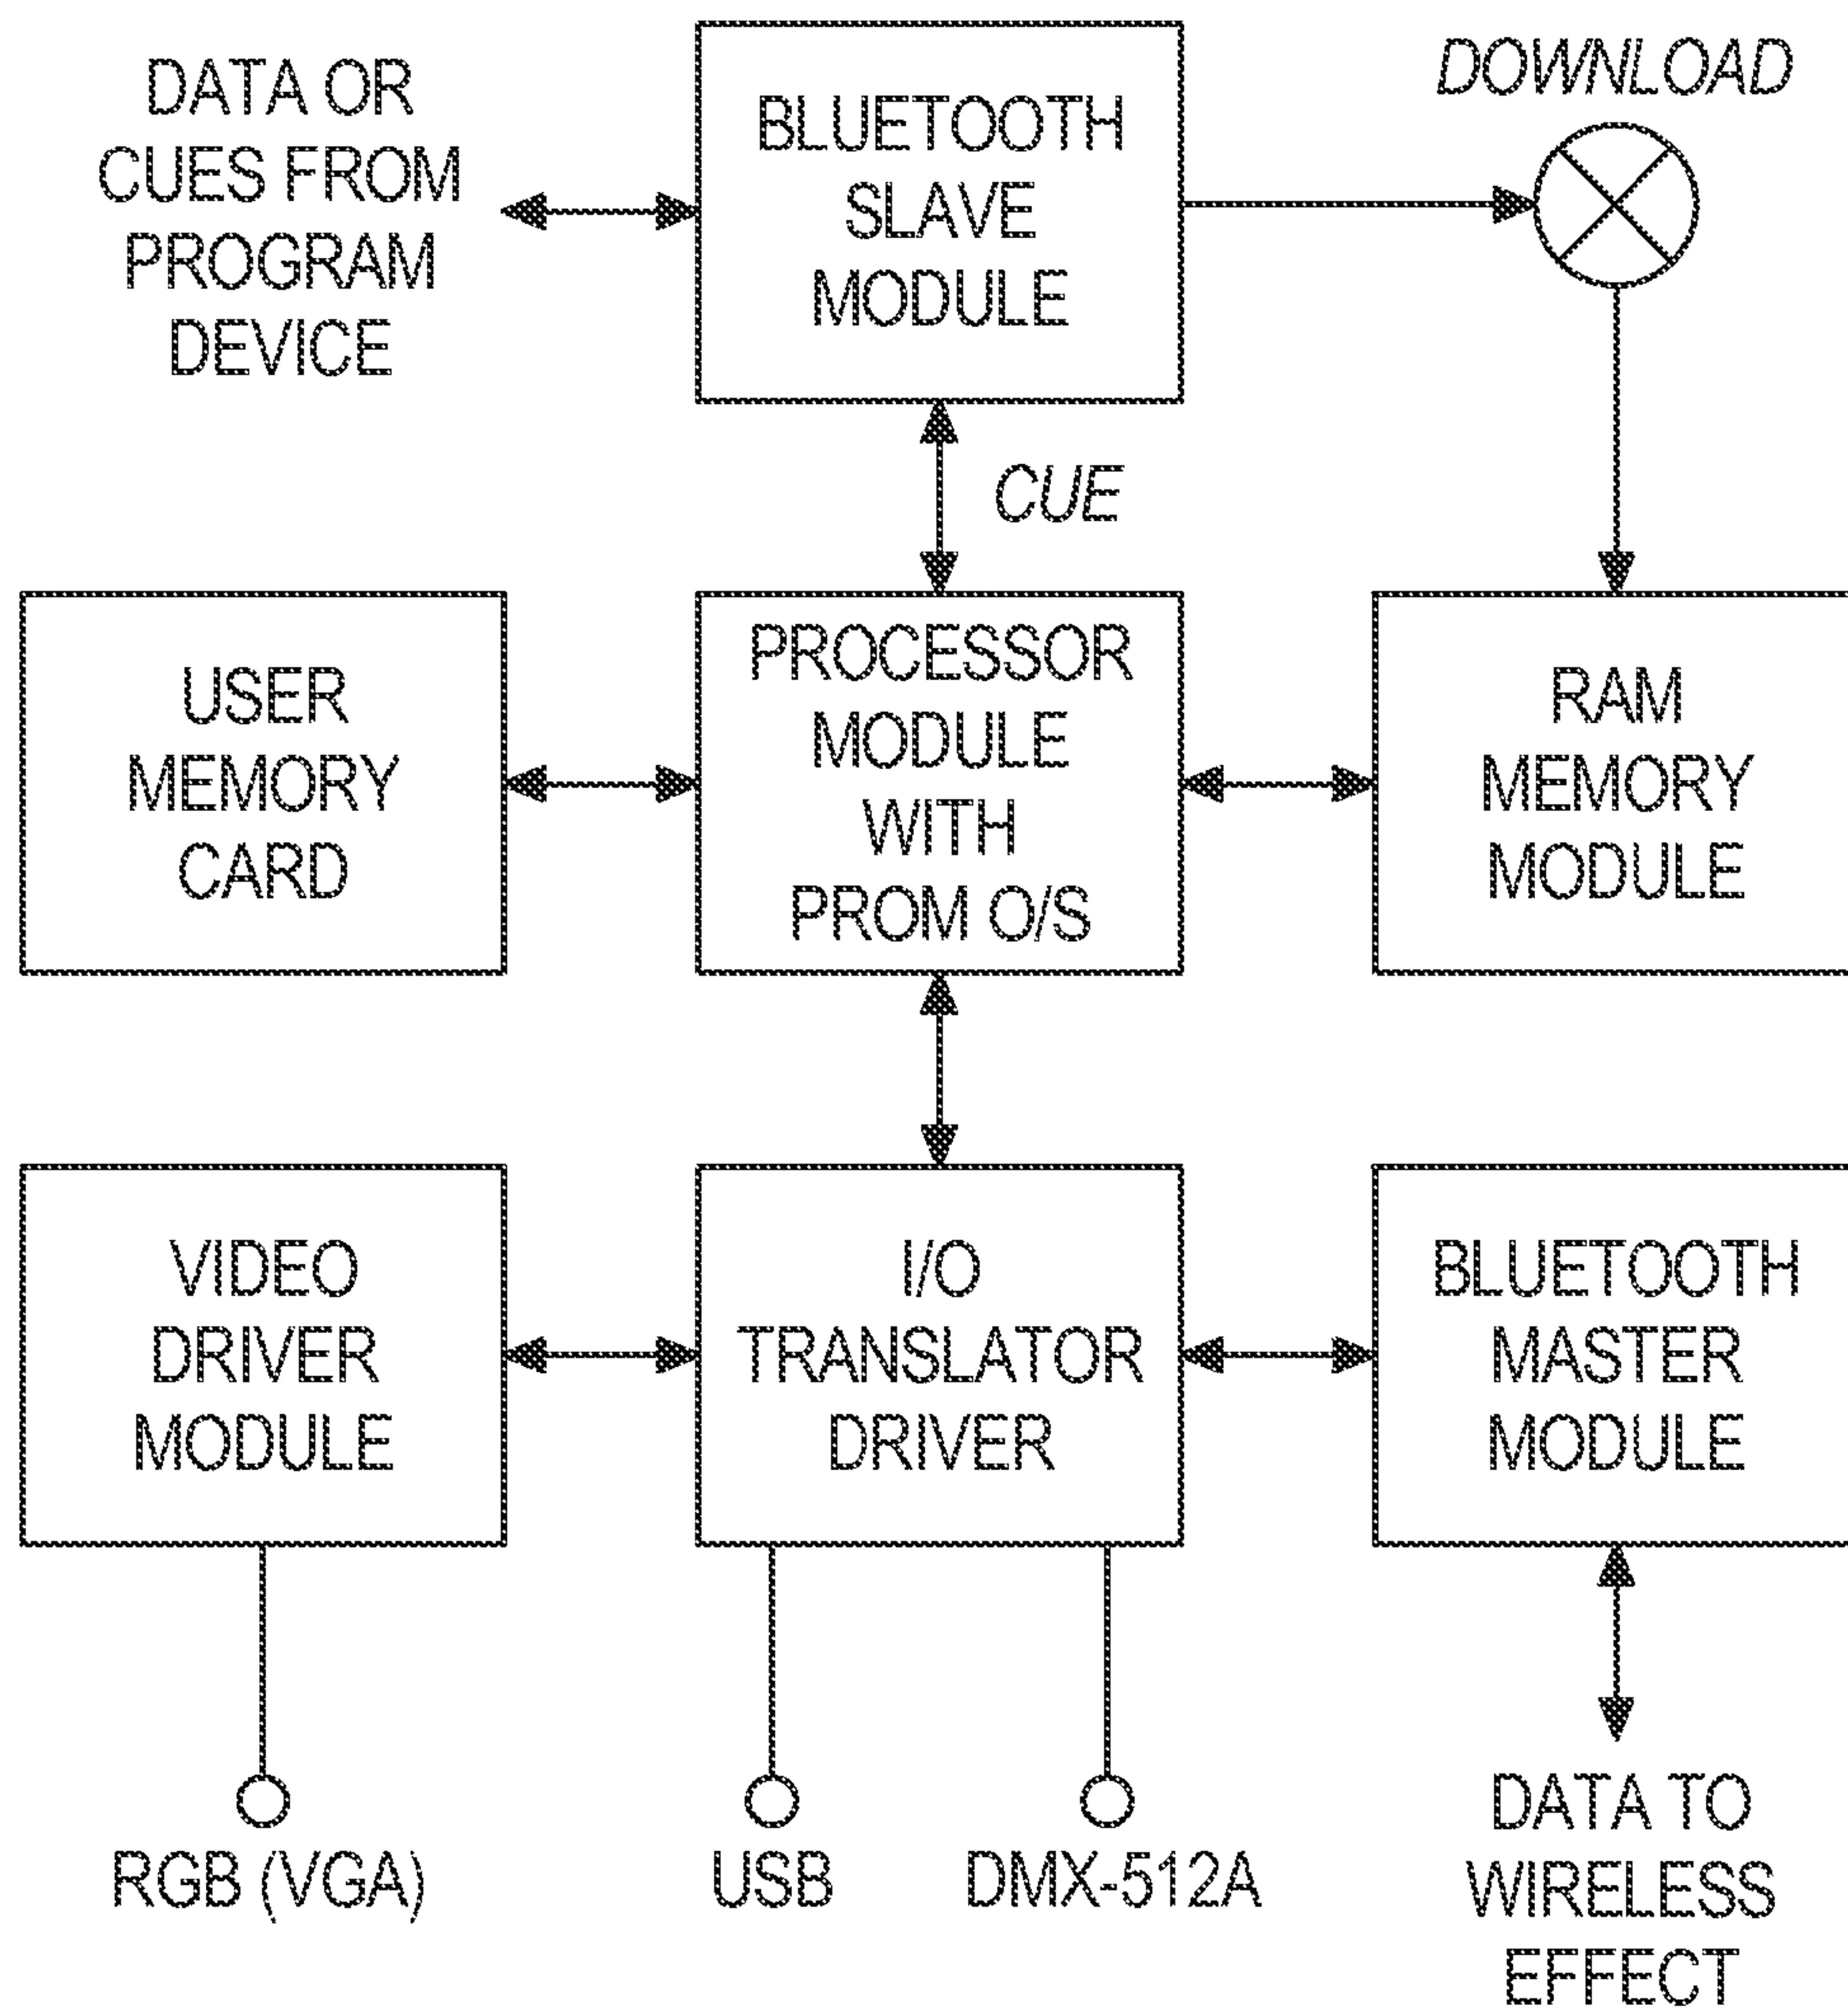 DATA OR
CUES FROM
PROGRAM
DEVICE
BLUETOOTH
SLAVE
MODULE
DOWNLOAD
CUE
USER
MEMORY
CARD
PROCESSOR
MODULE
WITH
PROM O/S
RAM
MEMORY
MODULE
VIDEO
DRIVER
MODULE
I/O
TRANSLATOR
DRIVER
BLUETOOTH
MASTER
MODULE
RGB (VGA)
USB
DMX-512A
DATA TO
WIRELESS
EFFECT